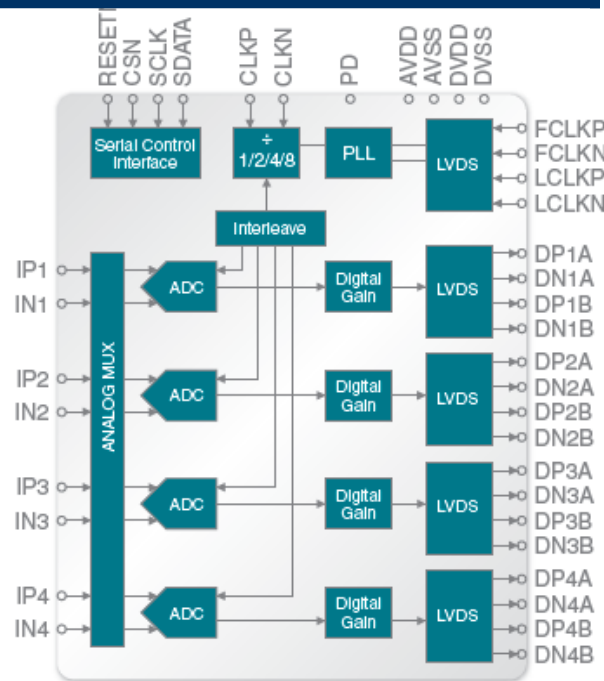 RESETN
CSN
SCLK
SDATA
CLKP
CLKN
PD
AVDD
AVSS
DVDD
DVSS
Serial Control
Interface
÷
1/2/4/8
PLL
LVDS
FCLKP
FCLKN
LCLKP
LCLKN
Interleave
IP1
IN1
ANALOG MUX
ADC
Digital
Gain
LVDS
DP1A
DN1A
DP1B
DN1B
IP2
IN2
ADC
Digital
Gain
LVDS
DP2A
DN2A
DP2B
DN2B
IP3
IN3
ADC
Digital
Gain
LVDS
DP3A
DN3A
DP3B
DN3B
IP4
IN4
ADC
Digital
Gain
LVDS
DP4A
DN4A
DP4B
DN4B